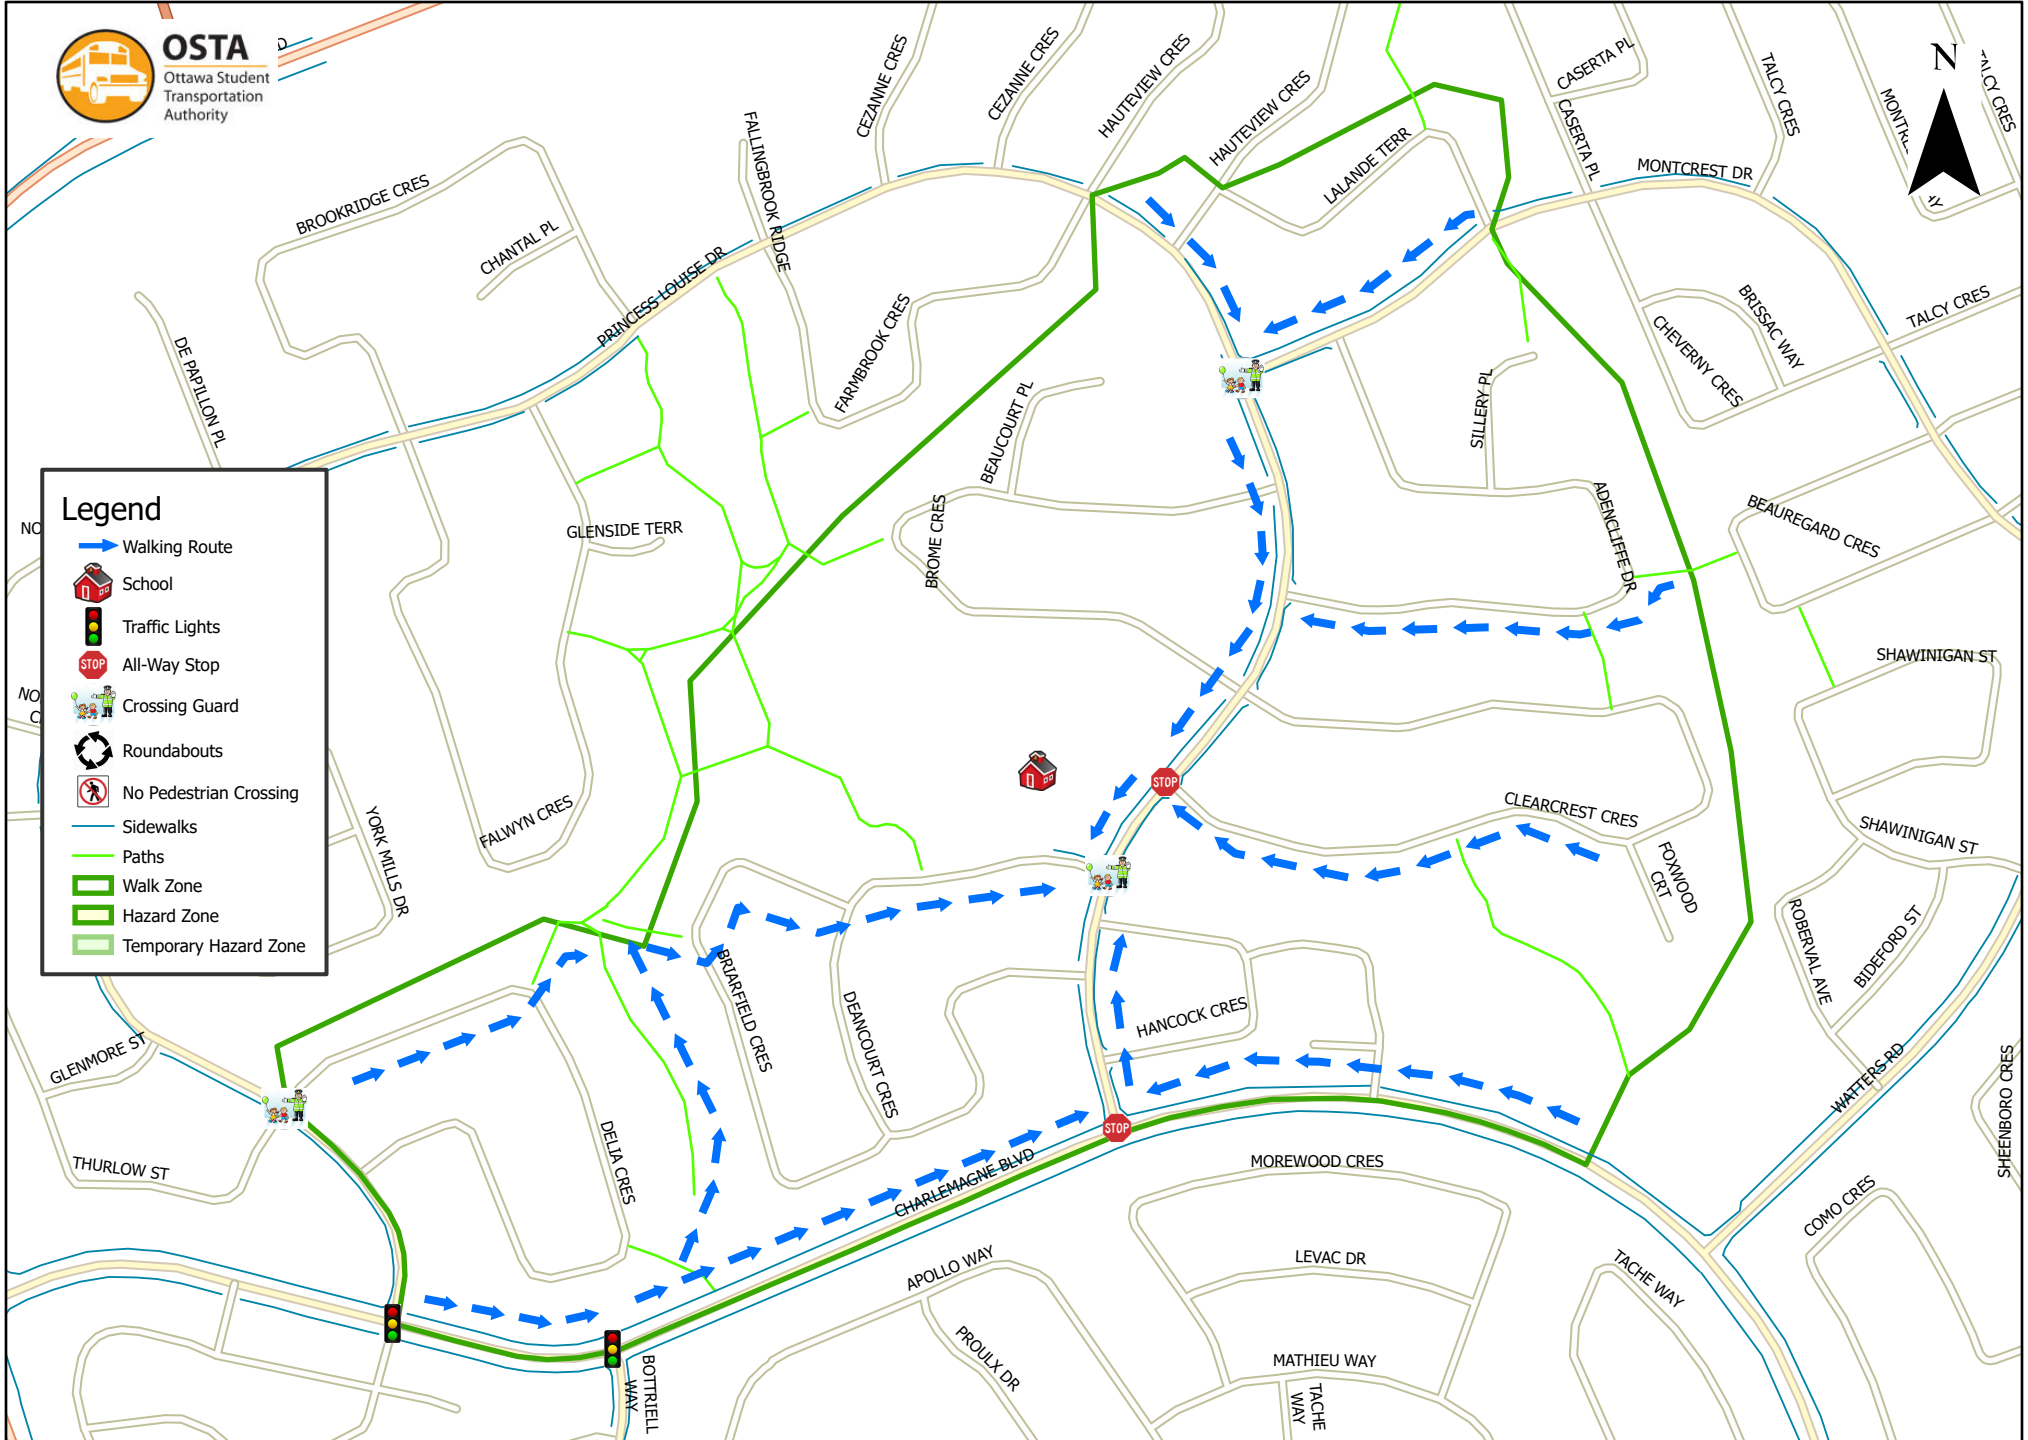 OSTA
Ottawa Student
Transportation
Authority
D
CEZANNE CRES
CEZANNE CRES
HAUTEVIEW CRES
HAUTEVIEW CRES
LALANDE TERR
CASERTA PL
CASERTA PL
TALCY CRES
TALCY CRES
N
MONTCREST DR
BROOKRIDGE CRES
CHANTAL PL
FALLINGBROOK RIDGE
PRINCESS LOUISE DR
FARMBROOK CRES
DE PAPILLON PL
BEAUCOURT PL
SILLERY PL
CHEVERNY CRES
BRISSAC WAY
TALCY CRES
BROME CRES
GLENSIDE TERR
ADENCLIFFE DR
BEAUREGARD CRES
SHAWINIGAN ST
SHAWINIGAN ST
NO
NO
C
Legend
Walking Route
School
Traffic Lights
STOP
All-Way Stop
Crossing Guard
Roundabouts
No Pedestrian Crossing
Sidewalks
Paths
Walk Zone
Hazard Zone
Temporary Hazard Zone
YORK MILLS DR
FALWYN CRES
STOP
CLEARCREST CRES
FOXWOOD
CRT
ROBERVAL AVE
BIDEFORD ST
BRIARFIELD CRES
DEANCOURT CRES
HANCOCK CRES
GLENMORE ST
THURLOW ST
DELIA CRES
CHARLEMAGNE BLVD
STOP
WATTERS RD
SHEENBORO CRES
MOREWOOD CRES
COMO CRES
APOLLO WAY
LEVAC DR
TACHE WAY
PROULX DR
MATHIEU WAY
TACHE
WAY
BOTTRIELL
WAY